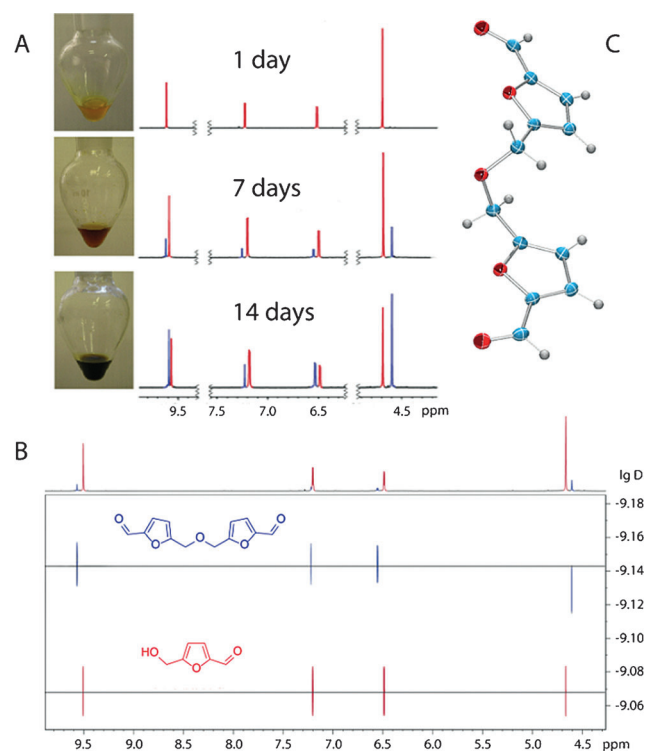 A
1 day
C
7 days
14 days
9.5 7.5 7.0 6.5 4.5 ppm
B
lg D
-9.18
-9.16
-9.14
-9.12
-9.10
-9.08
-9.06
O O O O O
HO O O
9.5 9.0 8.5 8.0 7.5 7.0 6.5 6.0 5.5 5.0 4.5 ppm